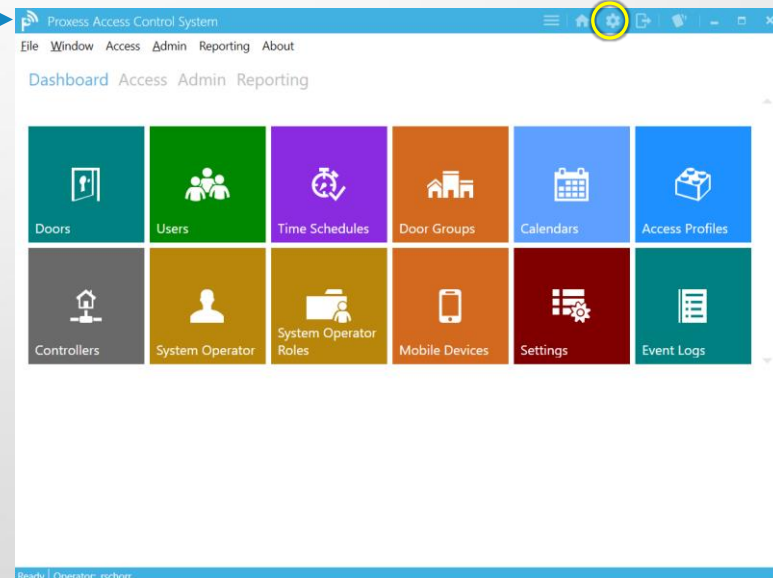 Proxess Access Control System
File Window Access Admin Reporting About
Dashboard Access Admin Reporting
Doors
Users
Time Schedules
Door Groups
Calendars
Access Profiles
Controllers
System Operator
System Operator Roles
Mobile Devices
Settings
Event Logs
Ready Operator: rschorr